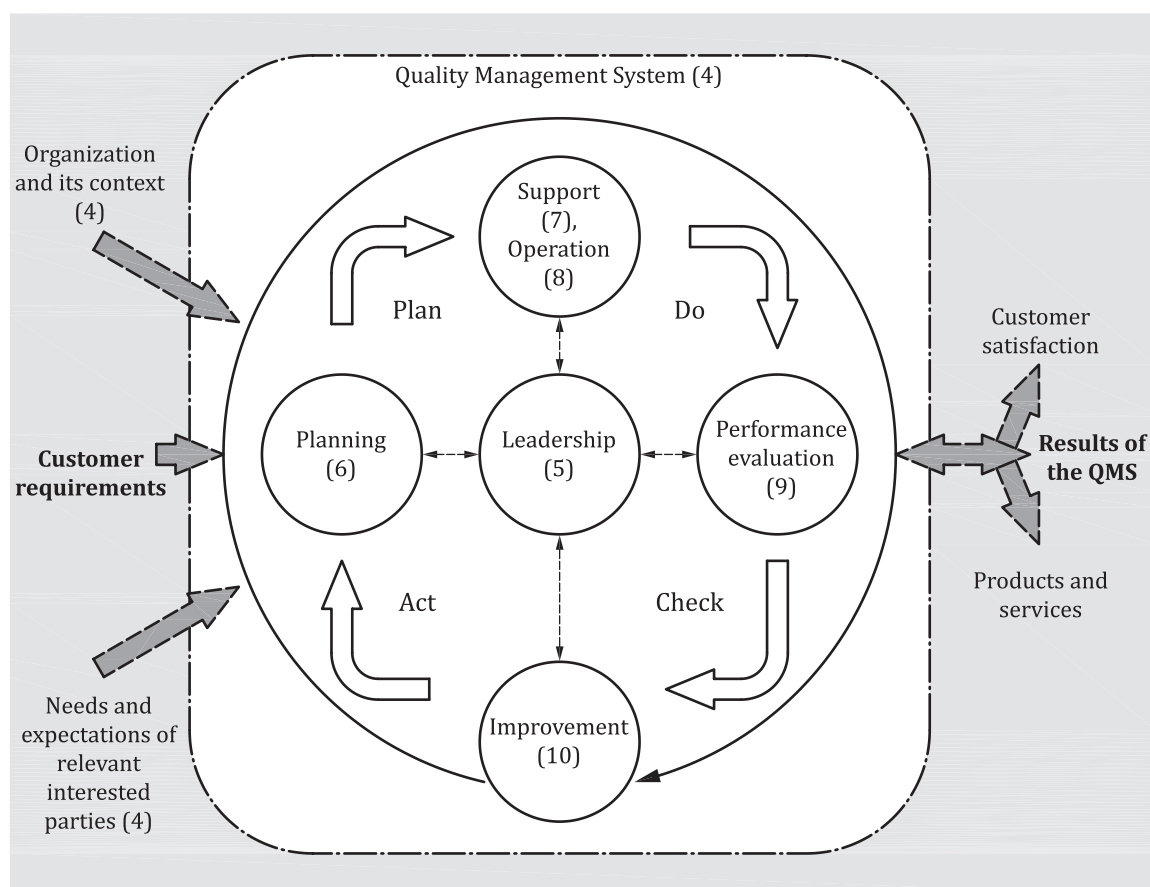 Quality Management System (4)
Organization
and its context
(4)
Support
(7),
Operation
(8)
Plan
Do
Customer
satisfaction
Planning
(6)
Leadership
(5)
Performance
evaluation
(9)
Customer
requirements
Results of
the QMS
Act
Check
Products and
services
Needs and
expectations of
relevant
interested
parties (4)
Improvement
(10)